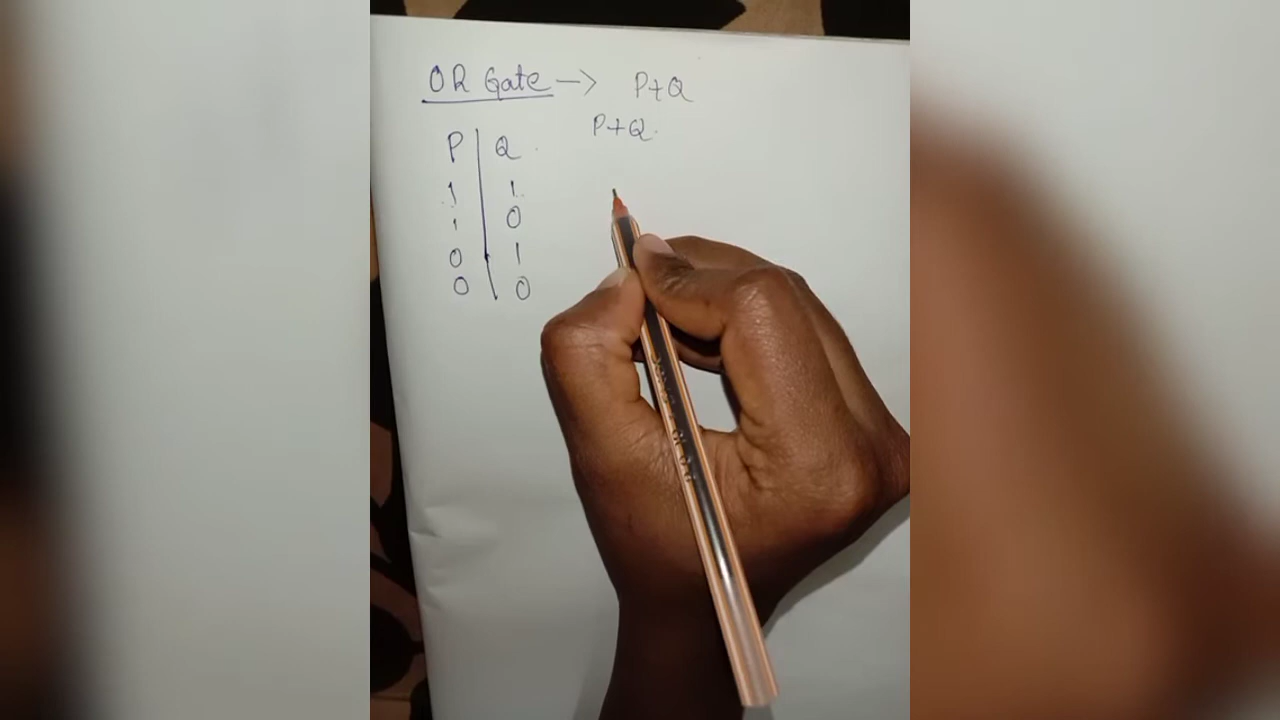 OR Gate → P+Q
P Q P+Q
1 1
1 0
0 1
0 0